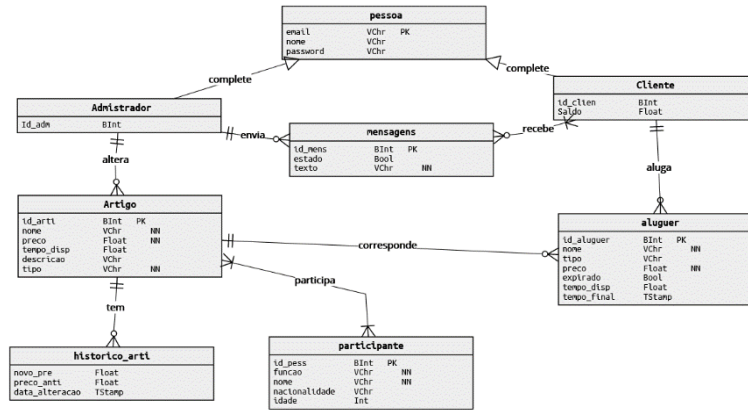 pessoa
email VChr PK
nome VChr
password VChr
complete
complete
Admistrador
Id_adm BInt
Cliente
id_clien BInt
Saldo Float
envia
mensagens
id_mens BInt PK
estado Bool
texto VChr NN
recebe
altera
aluga
Artigo
id_arti BInt PK
nome VChr NN
preco Float NN
tempo_disp Float
descricao VChr
tipo VChr NN
corresponde
aluguer
id_aluguer BInt PK
nome VChr NN
tipo VChr
preco Float NN
expirado Bool
tempo_disp Float
tempo_final TStamp
participa
tem
historico_arti
novo_pre Float
preco_anti Float
data_alteracao TStamp
participante
id_pess BInt PK
funcao VChr NN
nome VChr NN
nacionalidade VChr
idade Int